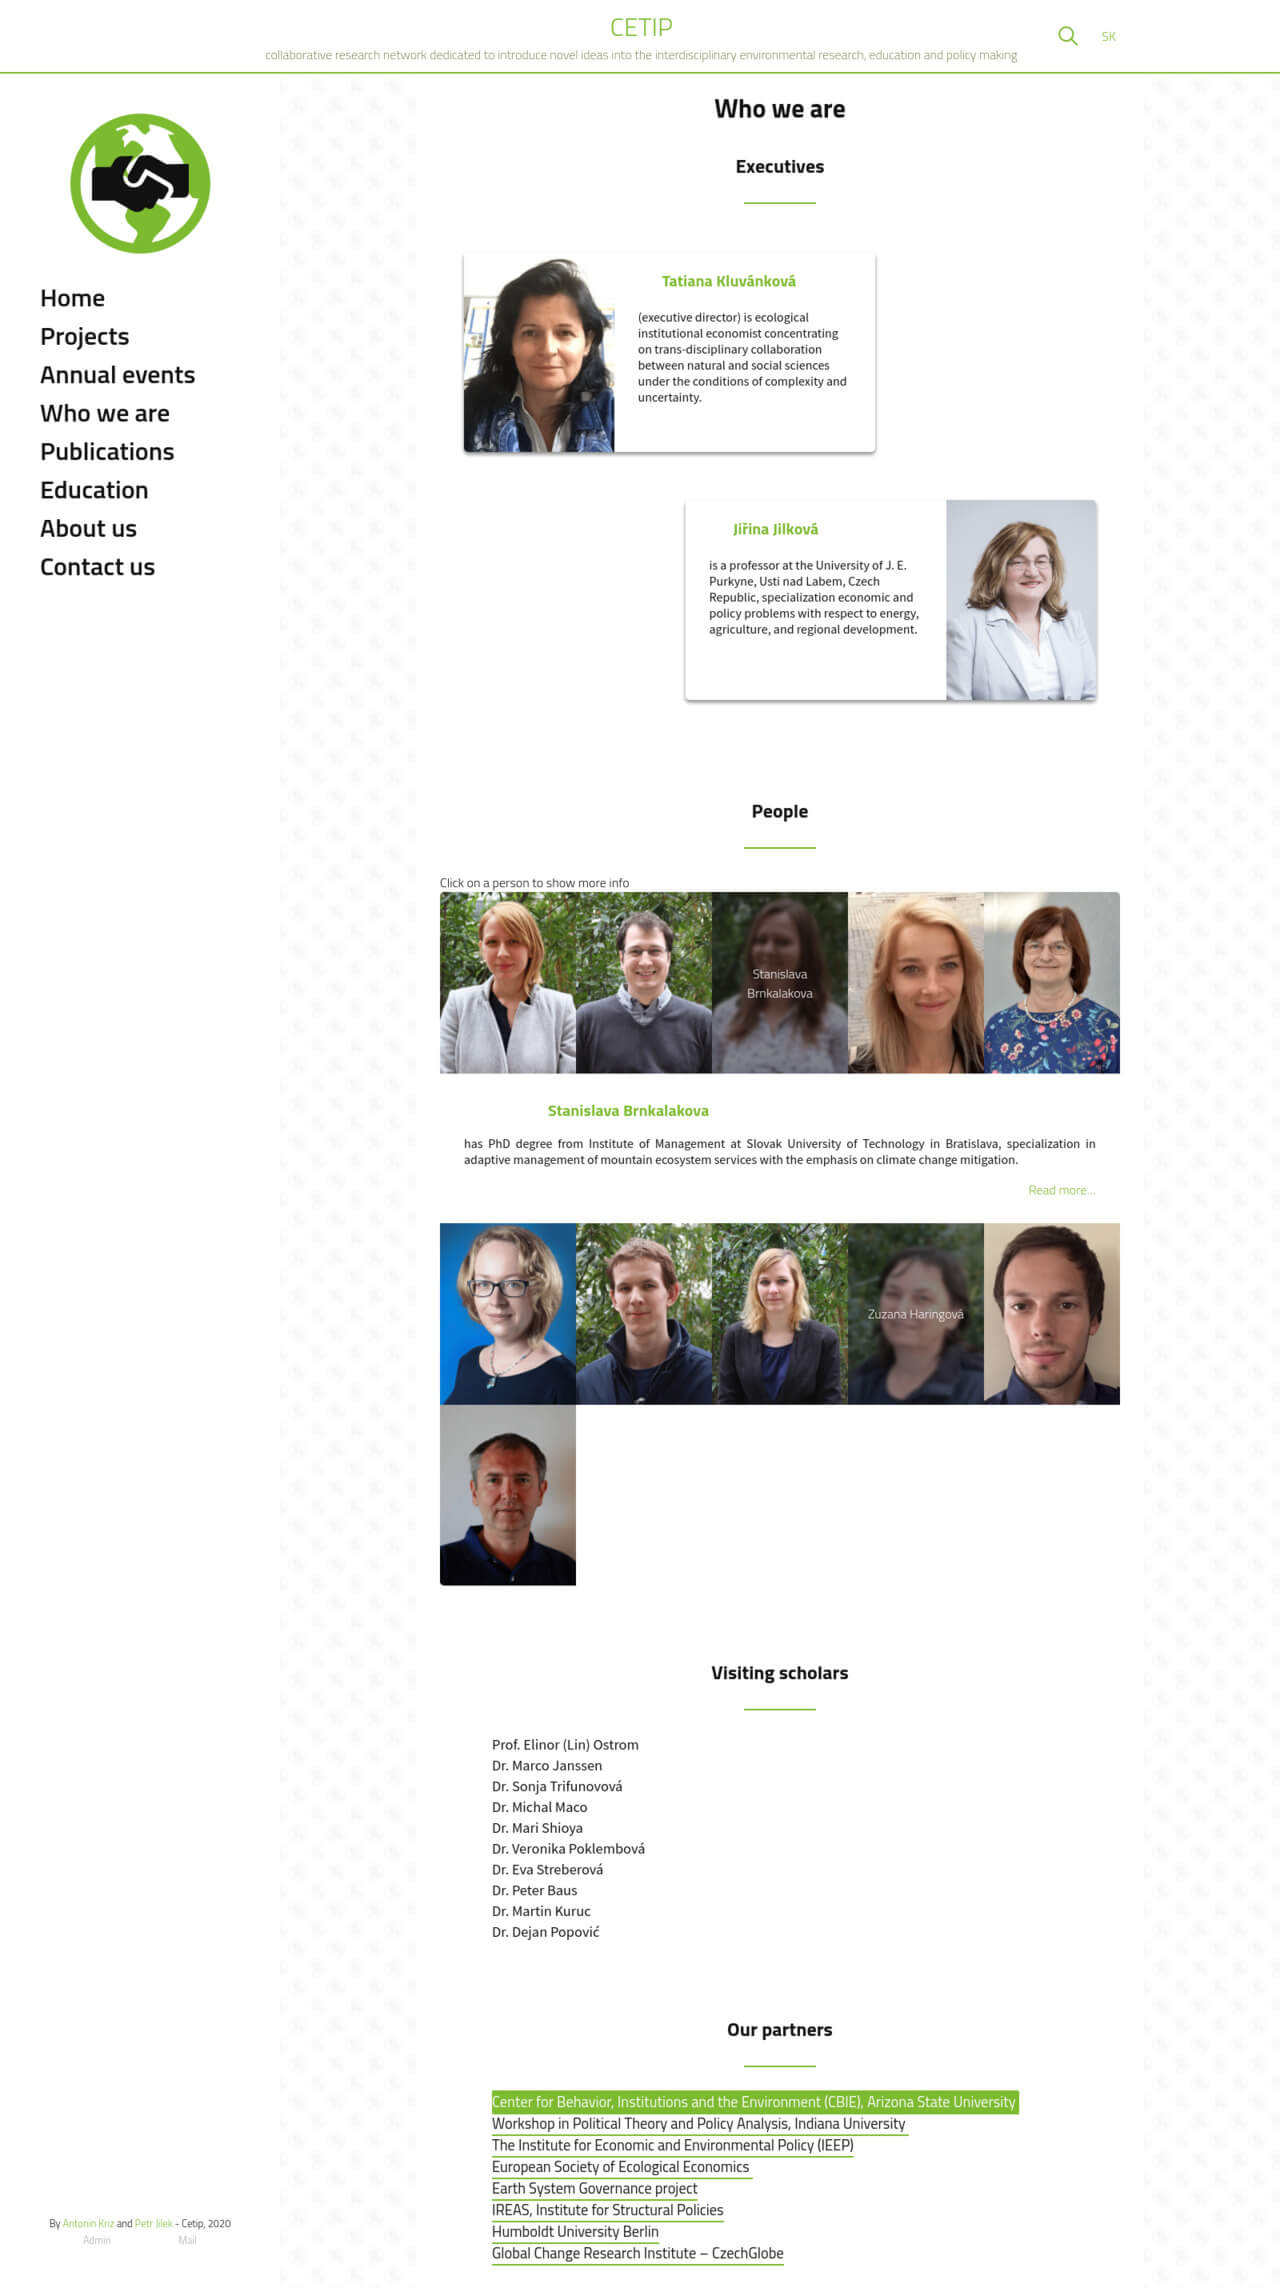 CETIP
collaborative research network dedicated to introduce novel ideas into the interdisciplinary environmental research, education and policy making
SK
Home
Projects
Annual events
Who we are
Publications
Education
About us
Contact us
Who we are
Executives
Tatiana Kluvánková
(executive director) is ecological
institutional economist concentrating
on trans-disciplinary collaboration
between natural and social sciences
under the conditions of complexity and
uncertainty.
Jiřina Jilková
is a professor at the University of J. E.
Purkyne, Usti nad Labem, Czech
Republic, specialization economic and
policy problems with respect to energy,
agriculture, and regional development.
People
Click on a person to show more info
Stanislava
Brnkalakova
Stanislava Brnkalakova
has PhD degree from Institute of Management at Slovak University of Technology in Bratislava, specialization in
adaptive management of mountain ecosystem services with the emphasis on climate change mitigation.
Read more...
Zuzana Haringová
Visiting scholars
Prof. Elinor (Lin) Ostrom
Dr. Marco Janssen
Dr. Sonja Trifunovová
Dr. Michal Maco
Dr. Mari Shioya
Dr. Veronika Poklembová
Dr. Eva Streberová
Dr. Peter Baus
Dr. Martin Kuruc
Dr. Dejan Popović
Our partners
Center for Behavior, Institutions and the Environment (CBIE), Arizona State University
Workshop in Political Theory and Policy Analysis, Indiana University
The Institute for Economic and Environmental Policy (IEEP)
European Society of Ecological Economics
Earth System Governance project
IREAS, Institute for Structural Policies
Humboldt University Berlin
Global Change Research Institute – CzechGlobe
By Antonin Kriz and Petr Jilek - Cetip, 2020
Admin Mail